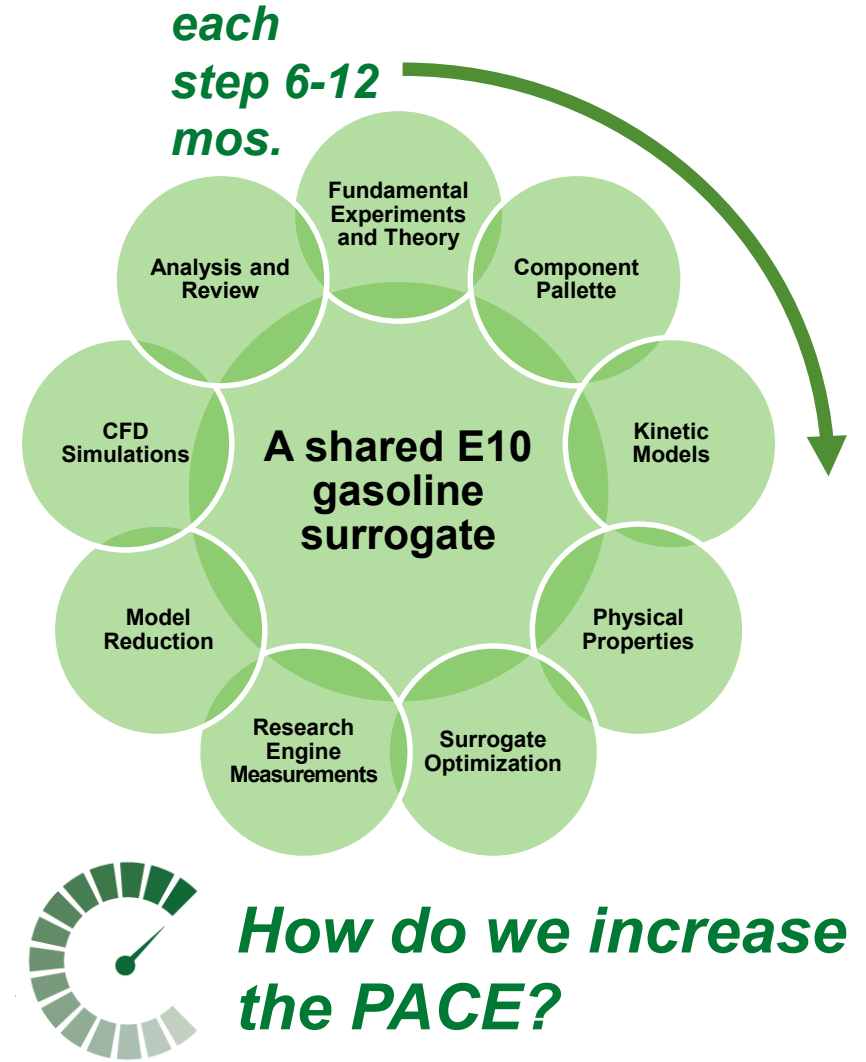 each
step 6-12
mos.
Fundamental
Experiments
and Theory
Component
Pallette
Kinetic
Models
Physical
Properties
Surrogate
Optimization
Research
Engine
Measurements
Model
Reduction
CFD
Simulations
Analysis and
Review
A shared E10
gasoline
surrogate
How do we increase
the PACE?